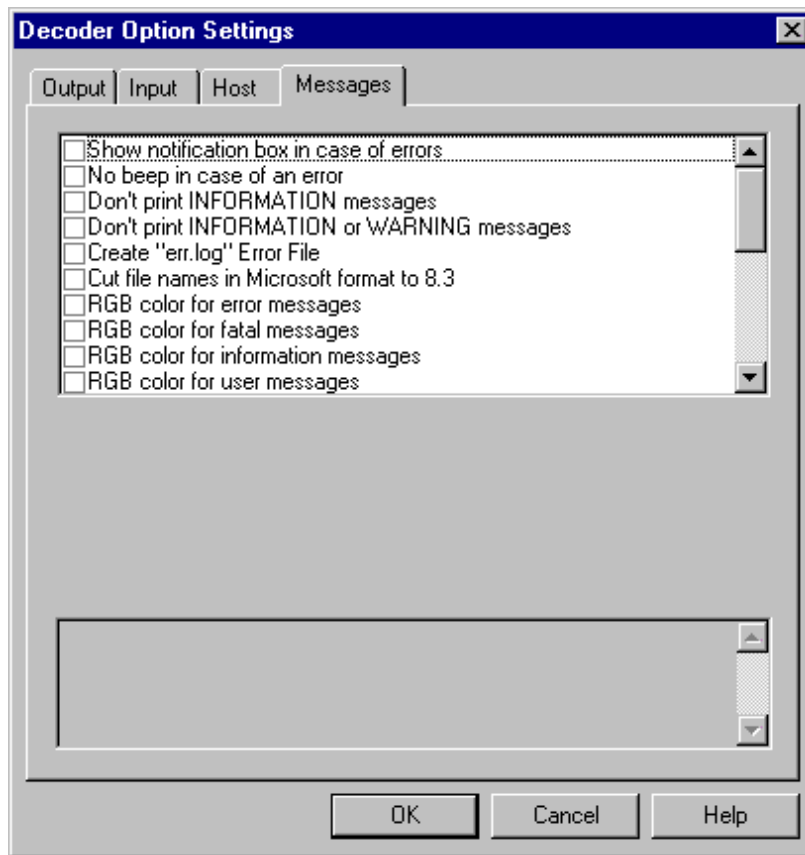 Decoder Option Settings
Output Input Host Messages
Show notification box in case of errors
No beep in case of an error
Don't print INFORMATION messages
Don't print INFORMATION or WARNING messages
Create "err.log" Error File
Cut file names in Microsoft format to 8.3
RGB color for error messages
RGB color for fatal messages
RGB color for information messages
RGB color for user messages
OK Cancel Help